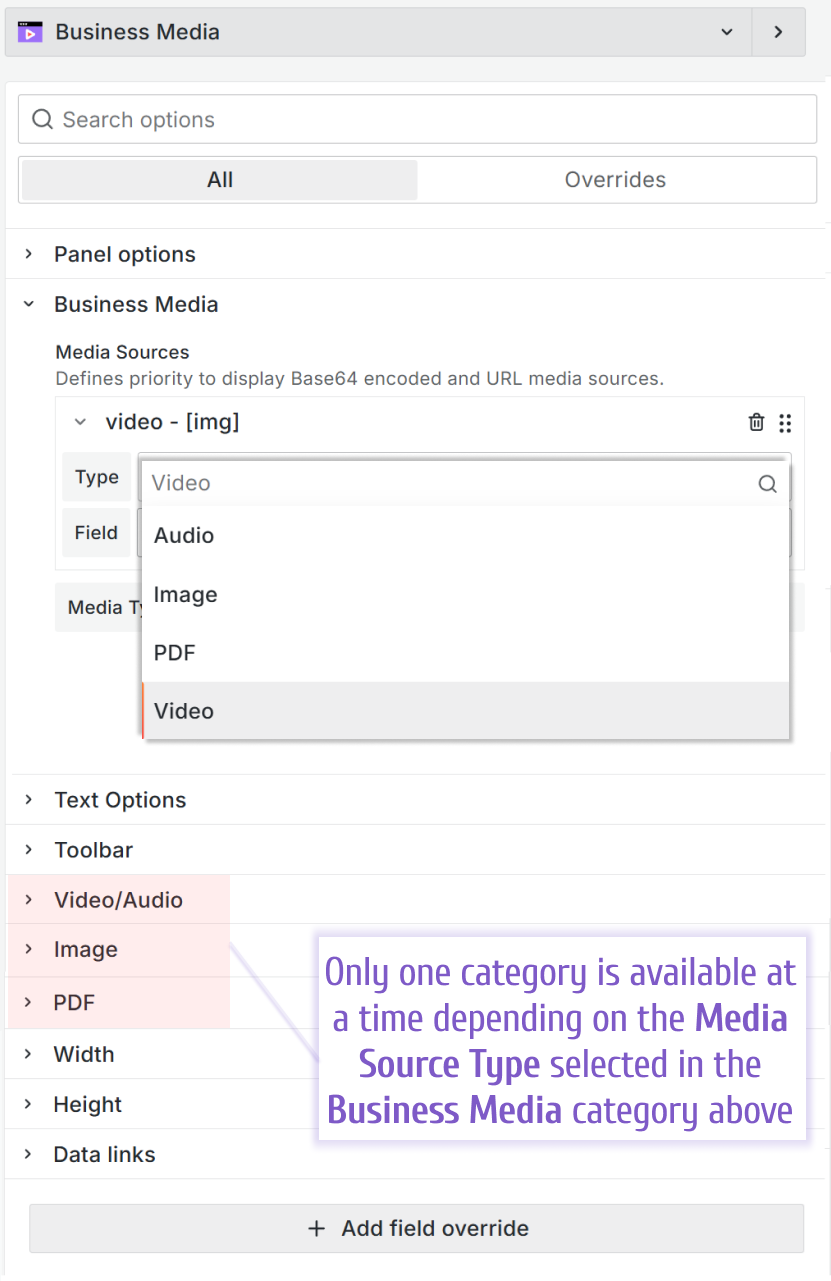 Business Media
Search options
All
Overrides
Panel options
Business Media
Media Sources
Defines priority to display Base64 encoded and URL media sources.
video - [img]
Type
Video
Field
Audio
Image
Media Ty
PDF
Video
Text Options
Toolbar
Video/Audio
Image
PDF
Only one category is available at
a time depending on the Media
Source Type selected in the
Business Media category above
Width
Height
Data links
+ Add field override